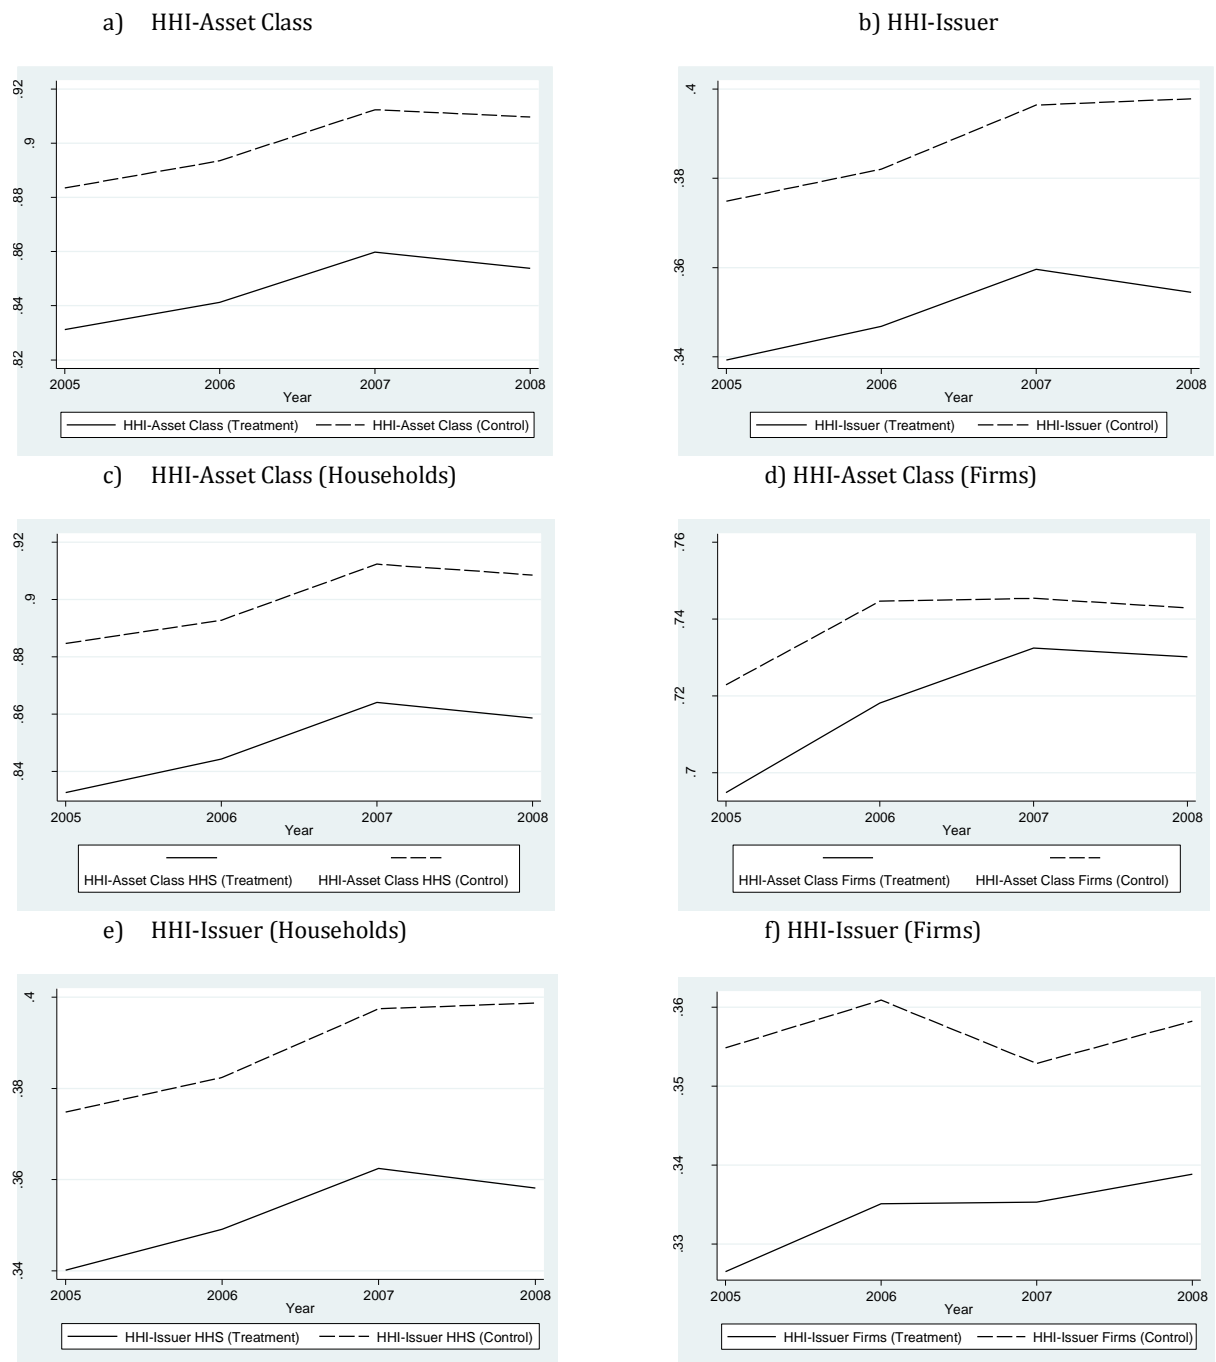 a) HHI-Asset Class
b) HHI-Issuer
.92
.9
.88
.86
.84
.82
2005 2006 2007 2008
Year
HHI-Asset Class (Treatment) HHI-Asset Class (Control)
.4
.38
.36
.34
2005 2006 2007 2008
Year
HHI-Issuer (Treatment) HHI-Issuer (Control)
c) HHI-Asset Class (Households)
d) HHI-Asset Class (Firms)
.92
.9
.88
.86
.84
2005 2006 2007 2008
Year
HHI-Asset Class HHS (Treatment) HHI-Asset Class HHS (Control)
.76
.74
.72
.7
2005 2006 2007 2008
Year
HHI-Asset Class Firms (Treatment) HHI-Asset Class Firms (Control)
e) HHI-Issuer (Households)
f) HHI-Issuer (Firms)
.4
.38
.36
.34
2005 2006 2007 2008
Year
HHI-Issuer HHS (Treatment) HHI-Issuer HHS (Control)
.36
.35
.34
.33
2005 2006 2007 2008
Year
HHI-Issuer Firms (Treatment) HHI-Issuer Firms (Control)